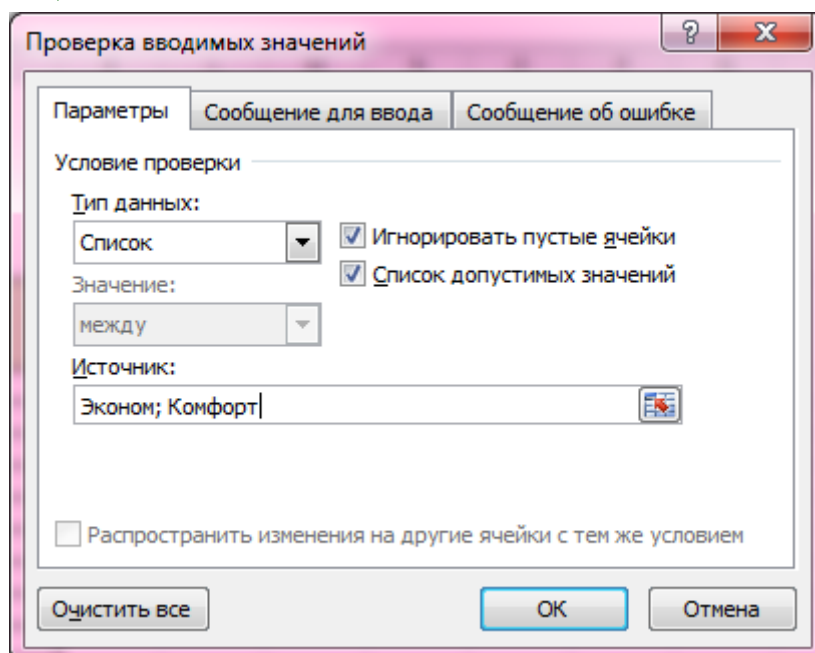 Проверка вводимых значений
Параметры
Сообщение для ввода
Сообщение об ошибке
Условие проверки
Тип данных:
Список
Игнорировать пустые ячейки
Список допустимых значений
Значение:
между
Источник:
Эконом; Комфорт
Распространить изменения на другие ячейки с тем же условием
Очистить все
ОК
Отмена